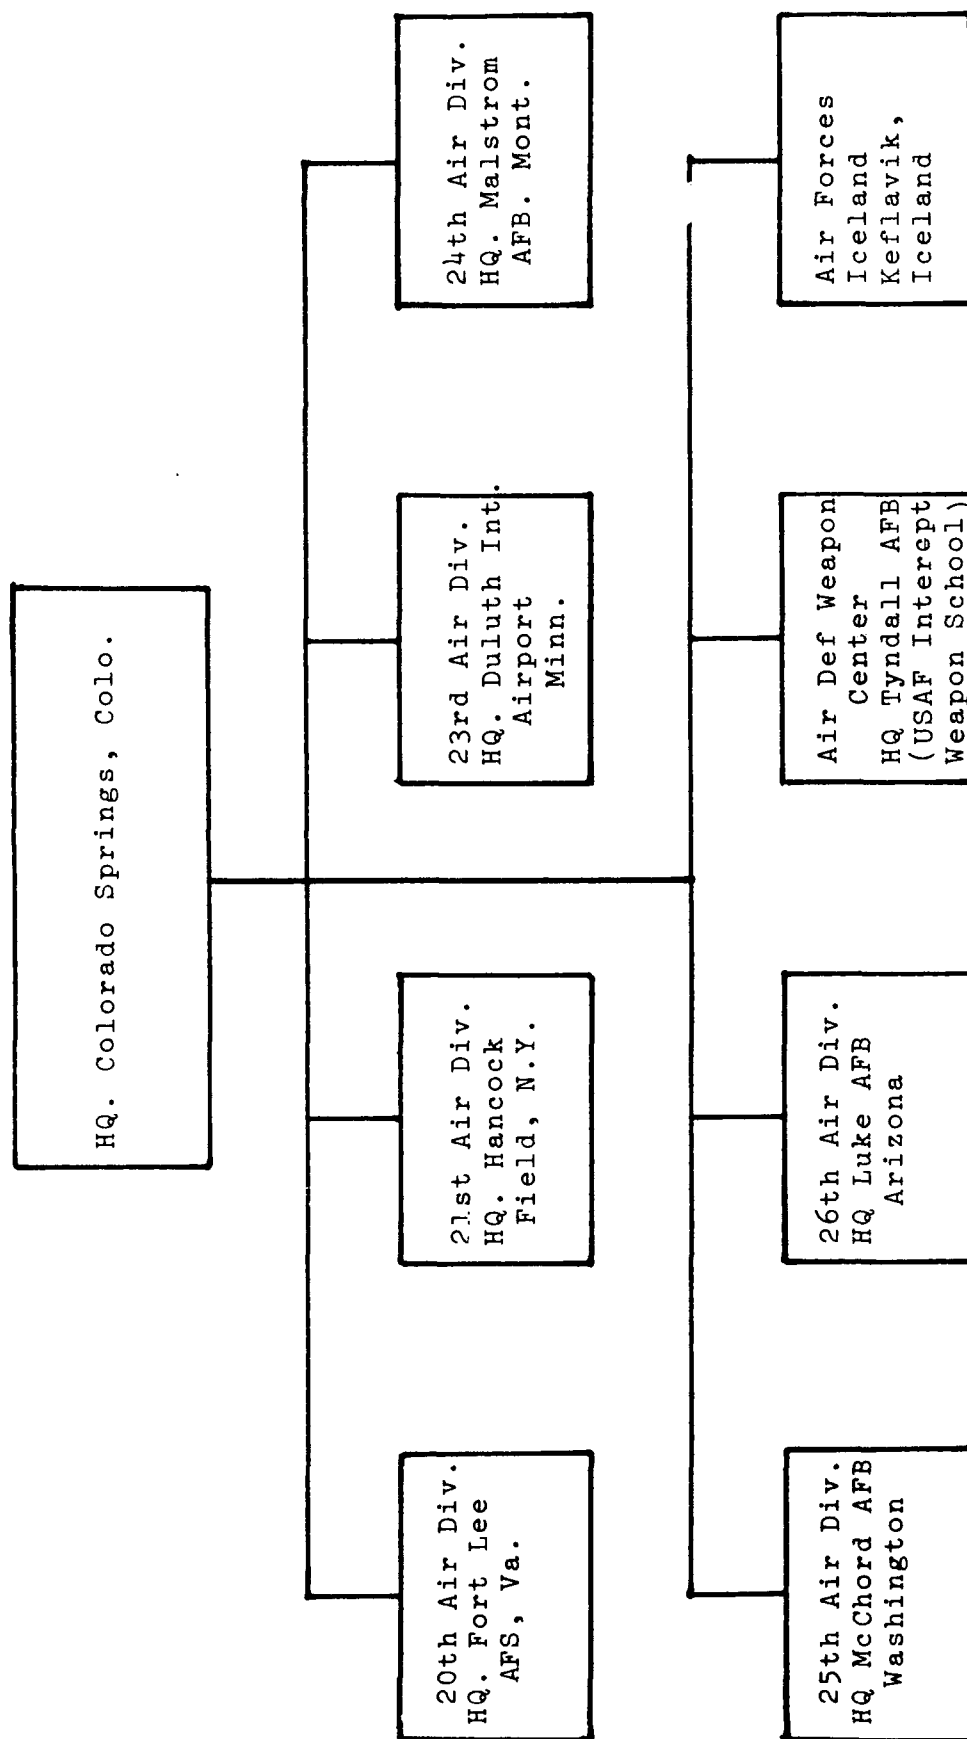 HQ. Colorado Springs, Colo.
20th Air Div.
HQ. Fort Lee
AFS, Va.
21st Air Div.
HQ. Hancock
Field, N.Y.
23rd Air Div.
HQ. Duluth Int.
Airport
Minn.
24th Air Div.
HQ. Malstrom
AFB. Mont.
25th Air Div.
HQ McChord AFB
Washington
26th Air Div.
HQ Luke AFB
Arizona
Air Def Weapon
Center
HQ Tyndall AFB
(USAF Interept
Weapon School)
Air Forces
Iceland
Keflavik,
Iceland